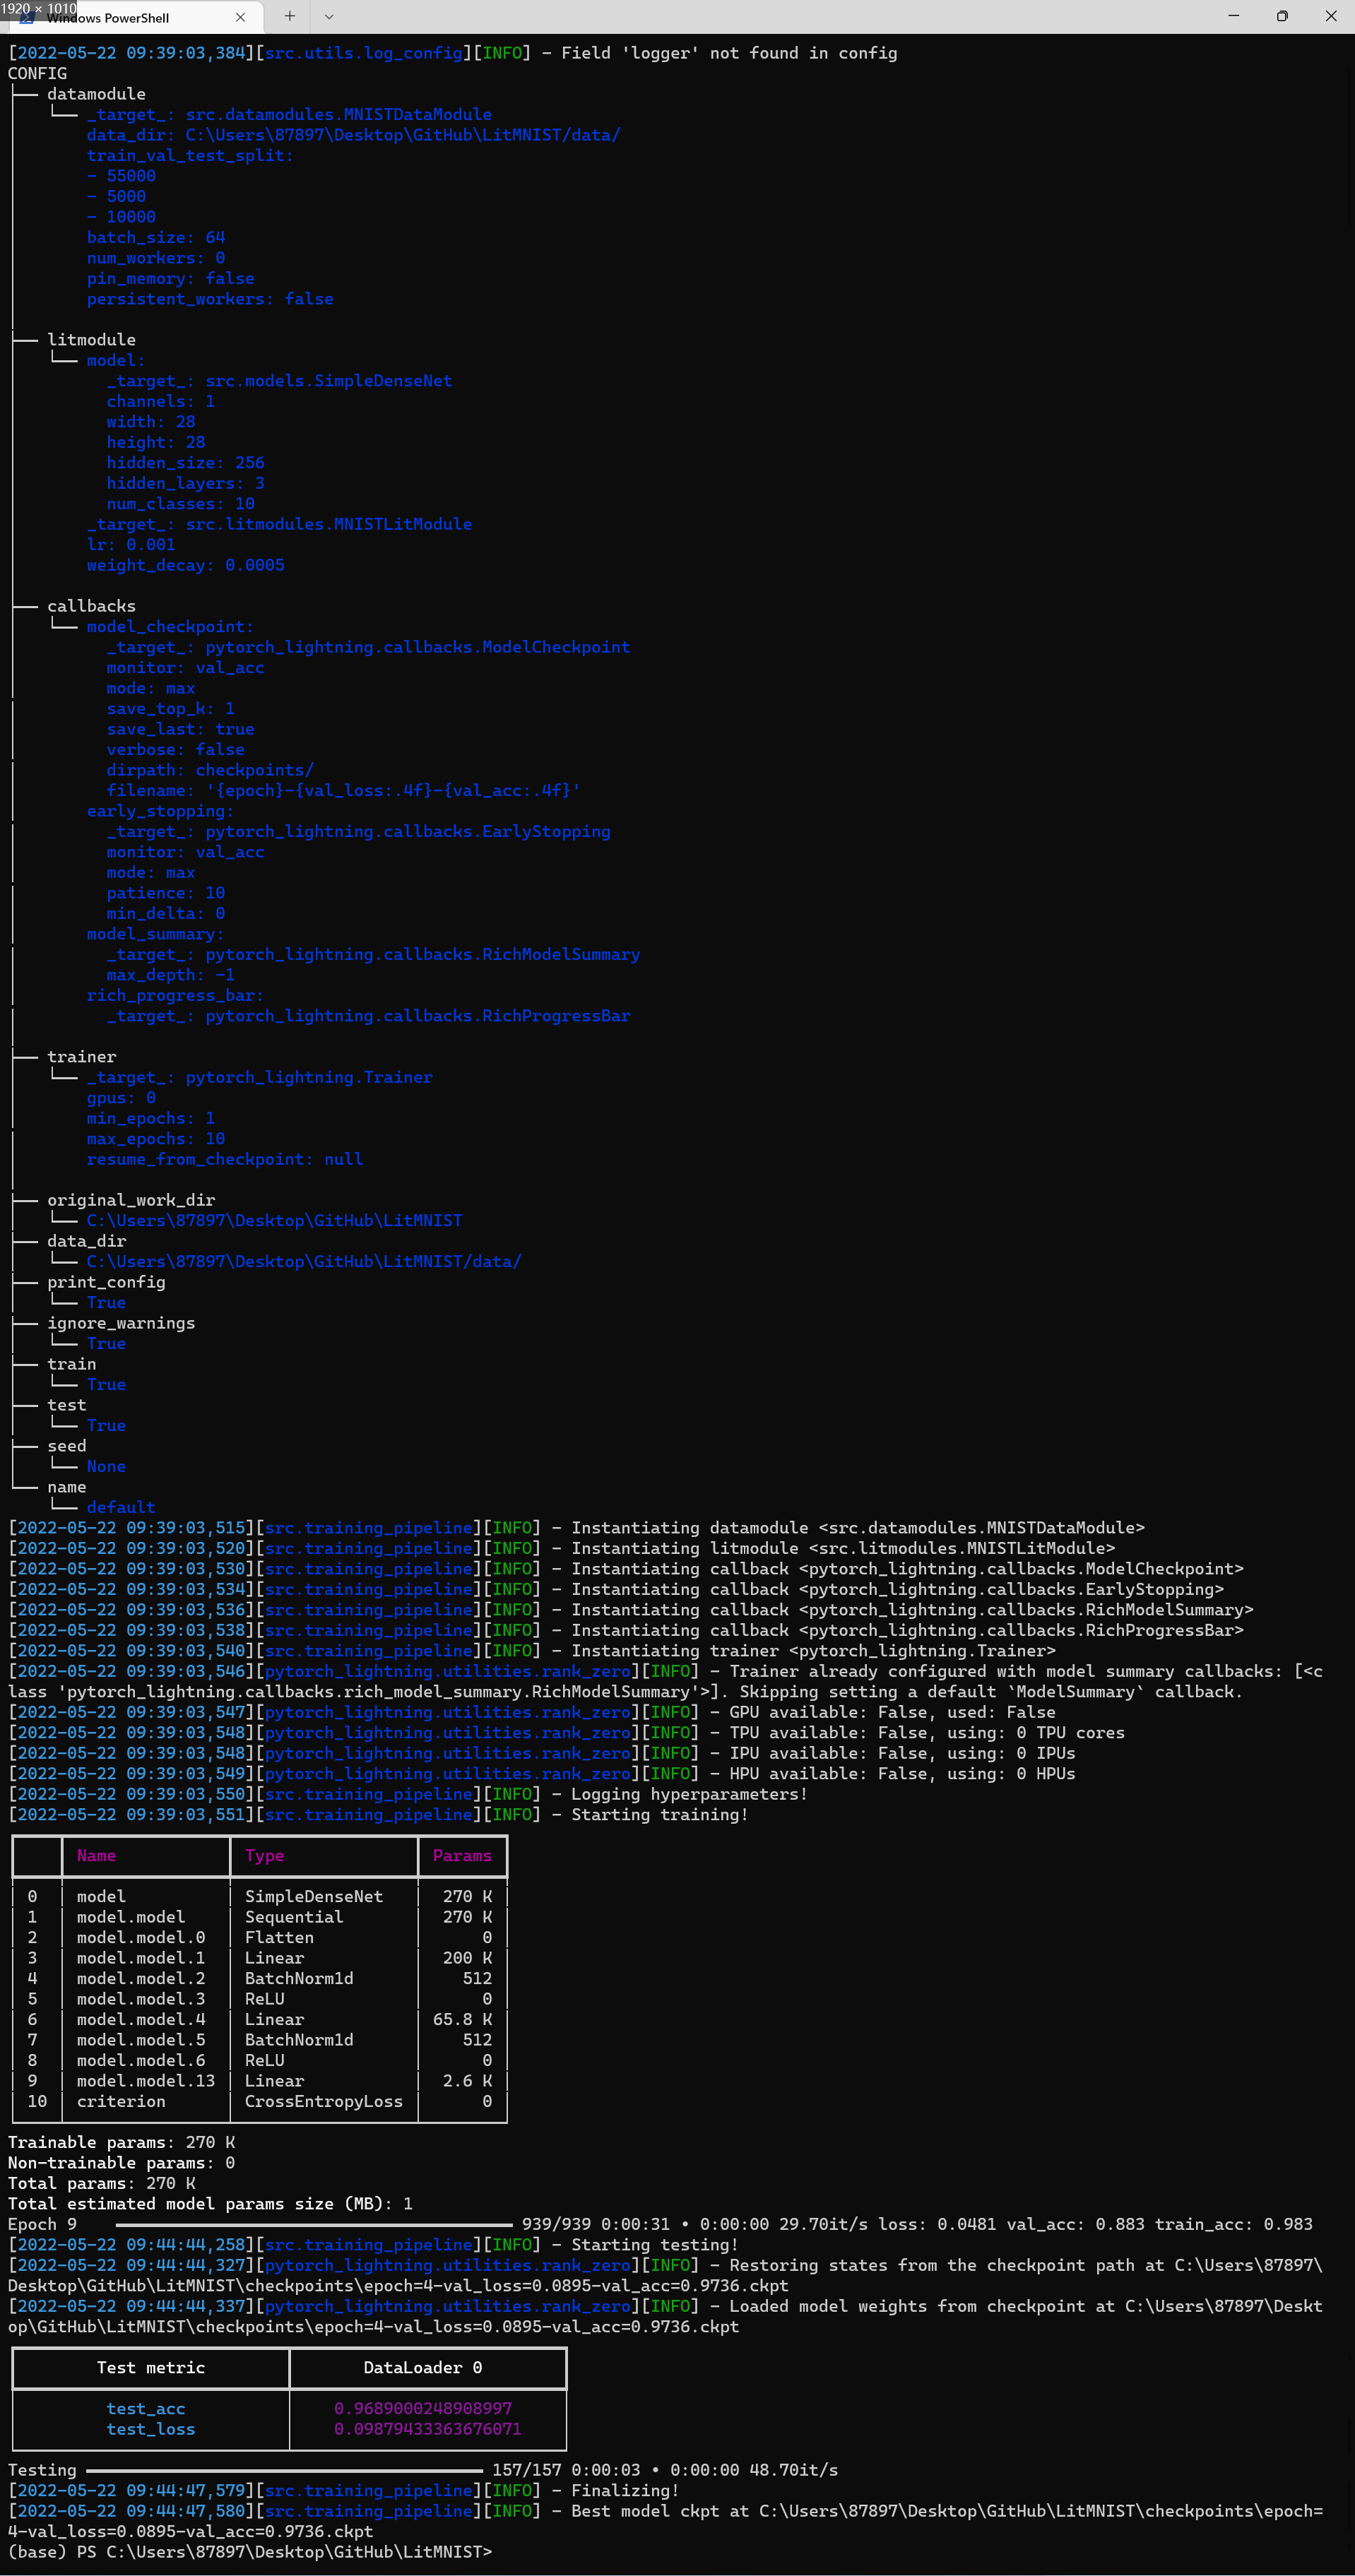 1920 × 1010
Windows PowerShell
[2022-05-22 09:39:03,384][src.utils.log_config][INFO] - Field 'logger' not found in config
CONFIG
├── datamodule
│   └── _target_: src.datamodules.MNISTDataModule
│       data_dir: C:\Users\87897\Desktop\GitHub\LitMNIST/data/
│       train_val_test_split:
│       - 55000
│       - 5000
│       - 10000
│       batch_size: 64
│       num_workers: 0
│       pin_memory: false
│       persistent_workers: false
│
├── litmodule
│   └── model:
│         _target_: src.models.SimpleDenseNet
│         channels: 1
│         width: 28
│         height: 28
│         hidden_size: 256
│         hidden_layers: 3
│         num_classes: 10
│       _target_: src.litmodules.MNISTLitModule
│       lr: 0.001
│       weight_decay: 0.0005
│
├── callbacks
│   └── model_checkpoint:
│         _target_: pytorch_lightning.callbacks.ModelCheckpoint
│         monitor: val_acc
│         mode: max
│         save_top_k: 1
│         save_last: true
│         verbose: false
│         dirpath: checkpoints/
│         filename: '{epoch}-{val_loss:.4f}-{val_acc:.4f}'
│       early_stopping:
│         _target_: pytorch_lightning.callbacks.EarlyStopping
│         monitor: val_acc
│         mode: max
│         patience: 10
│         min_delta: 0
│       model_summary:
│         _target_: pytorch_lightning.callbacks.RichModelSummary
│         max_depth: -1
│       rich_progress_bar:
│         _target_: pytorch_lightning.callbacks.RichProgressBar
│
├── trainer
│   └── _target_: pytorch_lightning.Trainer
│       gpus: 0
│       min_epochs: 1
│       max_epochs: 10
│       resume_from_checkpoint: null
│
├── original_work_dir
│   └── C:\Users\87897\Desktop\GitHub\LitMNIST
├── data_dir
│   └── C:\Users\87897\Desktop\GitHub\LitMNIST/data/
├── print_config
│   └── True
├── ignore_warnings
│   └── True
├── train
│   └── True
├── test
│   └── True
├── seed
│   └── None
└── name
    └── default
[2022-05-22 09:39:03,515][src.training_pipeline][INFO] - Instantiating datamodule <src.datamodules.MNISTDataModule>
[2022-05-22 09:39:03,520][src.training_pipeline][INFO] - Instantiating litmodule <src.litmodules.MNISTLitModule>
[2022-05-22 09:39:03,530][src.training_pipeline][INFO] - Instantiating callback <pytorch_lightning.callbacks.ModelCheckpoint>
[2022-05-22 09:39:03,534][src.training_pipeline][INFO] - Instantiating callback <pytorch_lightning.callbacks.EarlyStopping>
[2022-05-22 09:39:03,536][src.training_pipeline][INFO] - Instantiating callback <pytorch_lightning.callbacks.RichModelSummary>
[2022-05-22 09:39:03,538][src.training_pipeline][INFO] - Instantiating callback <pytorch_lightning.callbacks.RichProgressBar>
[2022-05-22 09:39:03,540][src.training_pipeline][INFO] - Instantiating trainer <pytorch_lightning.Trainer>
[2022-05-22 09:39:03,546][pytorch_lightning.utilities.rank_zero][INFO] - Trainer already configured with model summary callbacks: [<c
lass 'pytorch_lightning.callbacks.rich_model_summary.RichModelSummary'>]. Skipping setting a default `ModelSummary` callback.
[2022-05-22 09:39:03,547][pytorch_lightning.utilities.rank_zero][INFO] - GPU available: False, used: False
[2022-05-22 09:39:03,548][pytorch_lightning.utilities.rank_zero][INFO] - TPU available: False, using: 0 TPU cores
[2022-05-22 09:39:03,548][pytorch_lightning.utilities.rank_zero][INFO] - IPU available: False, using: 0 IPUs
[2022-05-22 09:39:03,549][pytorch_lightning.utilities.rank_zero][INFO] - HPU available: False, using: 0 HPUs
[2022-05-22 09:39:03,550][src.training_pipeline][INFO] - Logging hyperparameters!
[2022-05-22 09:39:03,551][src.training_pipeline][INFO] - Starting training!
Name Type Params
0 model SimpleDenseNet 270 K
1 model.model Sequential 270 K
2 model.model.0 Flatten 0
3 model.model.1 Linear 200 K
4 model.model.2 BatchNorm1d 512
5 model.model.3 ReLU 0
6 model.model.4 Linear 65.8 K
7 model.model.5 BatchNorm1d 512
8 model.model.6 ReLU 0
9 model.model.13 Linear 2.6 K
10 criterion CrossEntropyLoss 0
Trainable params: 270 K
Non-trainable params: 0
Total params: 270 K
Total estimated model params size (MB): 1
Epoch 9 939/939 0:00:31 • 0:00:00 29.70it/s loss: 0.0481 val_acc: 0.883 train_acc: 0.983
[2022-05-22 09:44:44,258][src.training_pipeline][INFO] - Starting testing!
[2022-05-22 09:44:44,327][pytorch_lightning.utilities.rank_zero][INFO] - Restoring states from the checkpoint path at C:\Users\87897\
Desktop\GitHub\LitMNIST\checkpoints\epoch=4-val_loss=0.0895-val_acc=0.9736.ckpt
[2022-05-22 09:44:44,337][pytorch_lightning.utilities.rank_zero][INFO] - Loaded model weights from checkpoint at C:\Users\87897\Deskt
op\GitHub\LitMNIST\checkpoints\epoch=4-val_loss=0.0895-val_acc=0.9736.ckpt
Test metric DataLoader 0
test_acc 0.9689000248908997
test_loss 0.09879433363676071
Testing 157/157 0:00:03 • 0:00:00 48.70it/s
[2022-05-22 09:44:47,579][src.training_pipeline][INFO] - Finalizing!
[2022-05-22 09:44:47,580][src.training_pipeline][INFO] - Best model ckpt at C:\Users\87897\Desktop\GitHub\LitMNIST\checkpoints\epoch=
4-val_loss=0.0895-val_acc=0.9736.ckpt
(base) PS C:\Users\87897\Desktop\GitHub\LitMNIST>